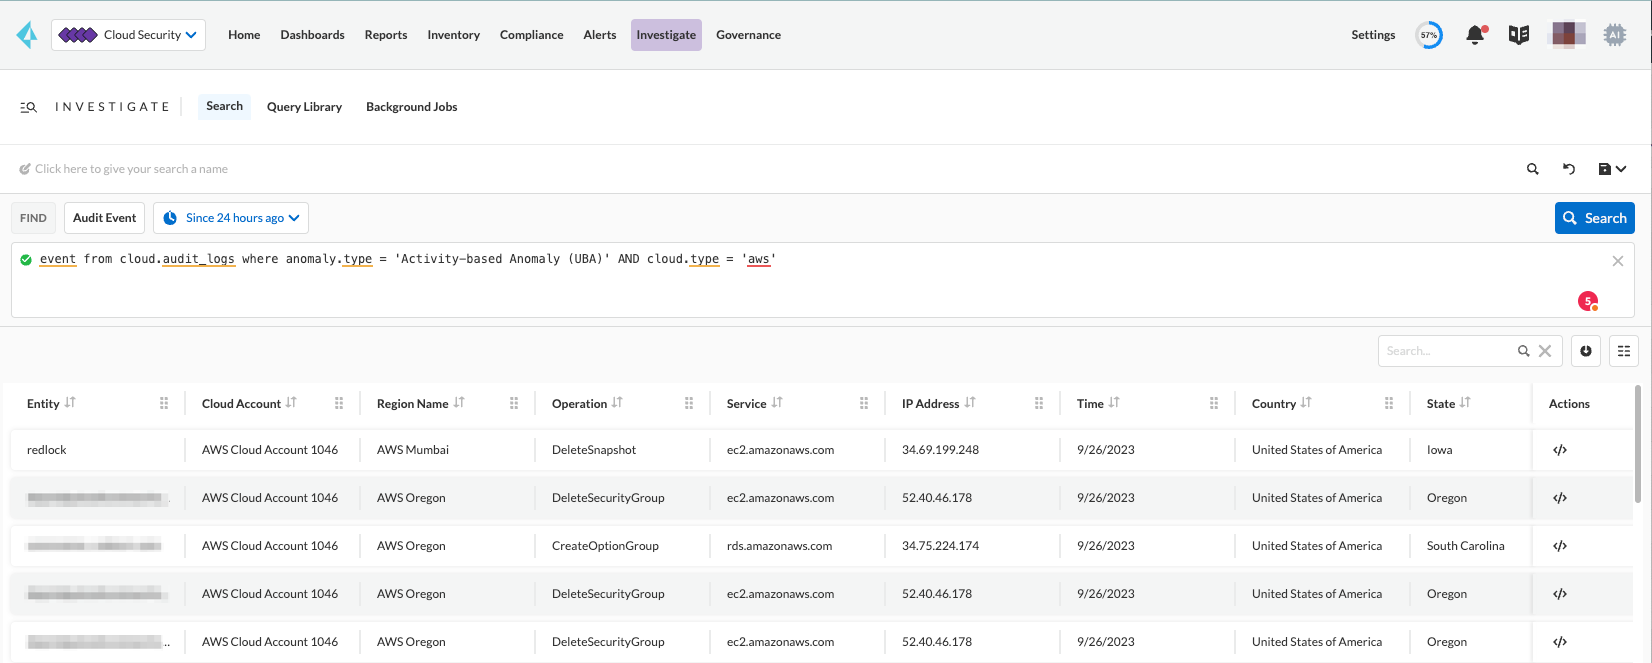 Cloud Security Home Dashboards Reports Inventory Compliance Alerts Investigate Governance Settings 57% AI
INVESTIGATE Search Query Library Background Jobs
Click here to give your search a name
FIND Audit Event Since 24 hours ago Search
event from cloud.audit_logs where anomaly.type = 'Activity-based Anomaly (UBA)' AND cloud.type = 'aws'
5
Search...
Entity Cloud Account Region Name Operation Service IP Address Time Country State Actions
redlock AWS Cloud Account 1046 AWS Mumbai DeleteSnapshot ec2.amazonaws.com 34.69.199.248 9/26/2023 United States of America Iowa </>
AWS Cloud Account 1046 AWS Oregon DeleteSecurityGroup ec2.amazonaws.com 52.40.46.178 9/26/2023 United States of America Oregon </>
AWS Cloud Account 1046 AWS Oregon CreateOptionGroup rds.amazonaws.com 34.75.224.174 9/26/2023 United States of America South Carolina </>
AWS Cloud Account 1046 AWS Oregon DeleteSecurityGroup ec2.amazonaws.com 52.40.46.178 9/26/2023 United States of America Oregon </>
AWS Cloud Account 1046 AWS Oregon DeleteSecurityGroup ec2.amazonaws.com 52.40.46.178 9/26/2023 United States of America Oregon </>